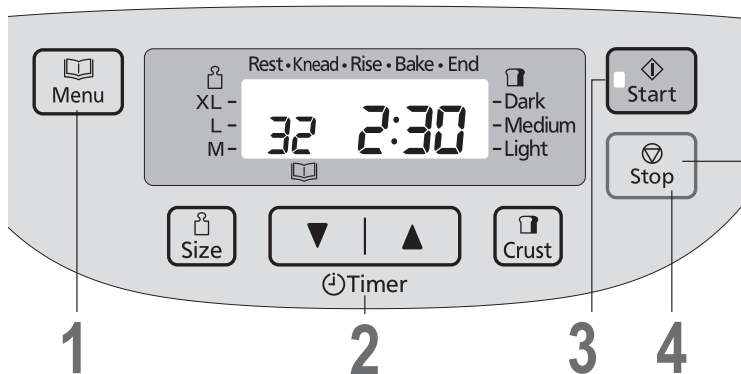 Menu
Rest • Knead • Rise • Bake • End
XL –
L –
M –
32 2:30
– Dark
– Medium
– Light
Start
Stop
Size
Crust
Timer
1
2
3
4